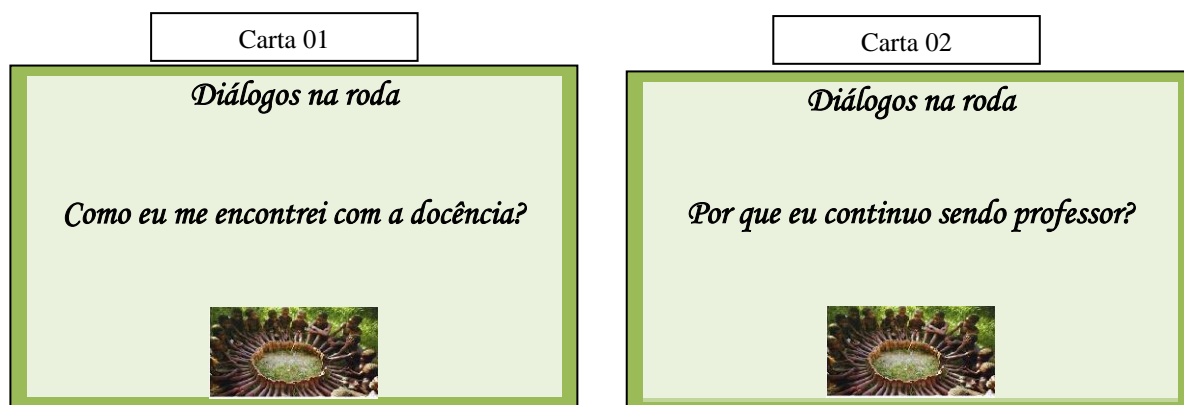 Carta 01
Diálogos na roda
Como eu me encontrei com a docência?
Carta 02
Diálogos na roda
Por que eu continuo sendo professor?